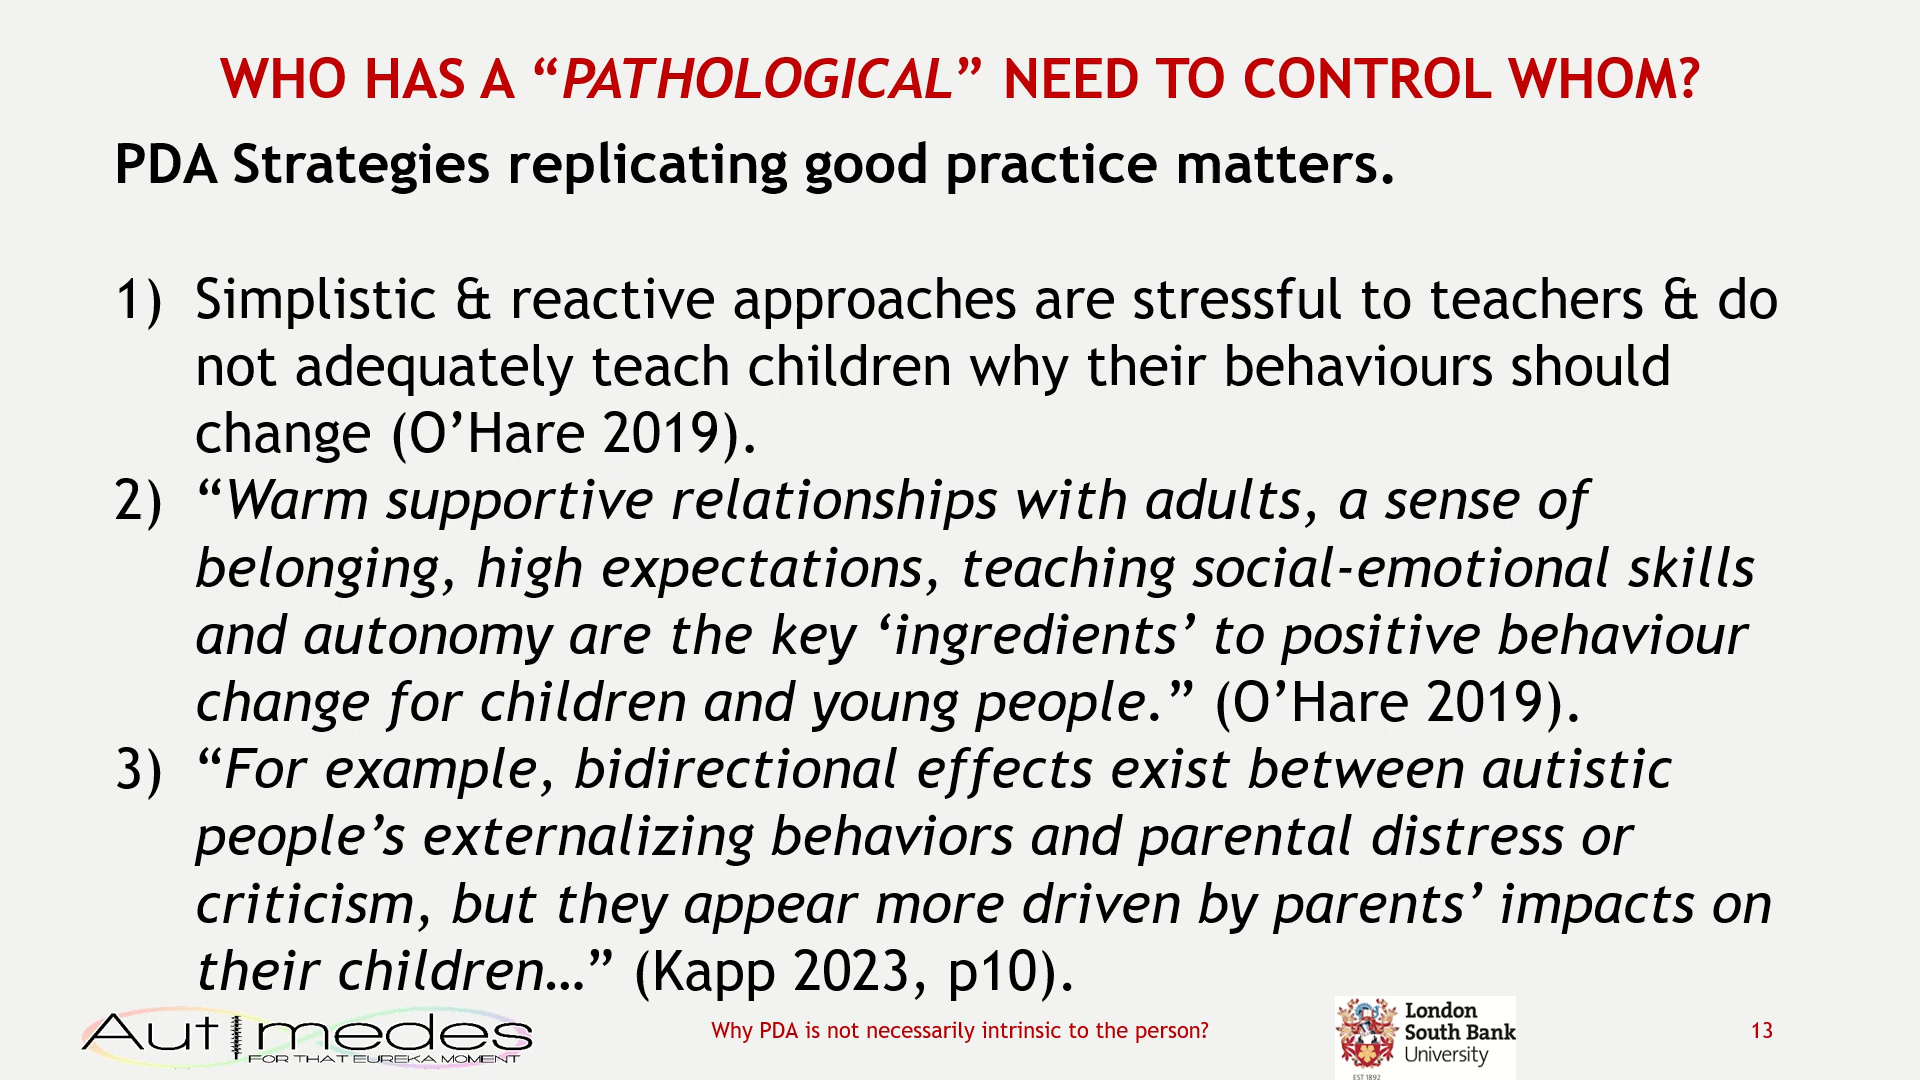 WHO HAS A “PATHOLOGICAL” NEED TO CONTROL WHOM?
PDA Strategies replicating good practice matters.
1) Simplistic & reactive approaches are stressful to teachers & do
not adequately teach children why their behaviours should
change (O’Hare 2019).
2) “Warm supportive relationships with adults, a sense of
belonging, high expectations, teaching social-emotional skills
and autonomy are the key ‘ingredients’ to positive behaviour
change for children and young people.” (O’Hare 2019).
3) “For example, bidirectional effects exist between autistic
people’s externalizing behaviors and parental distress or
criticism, but they appear more driven by parents’ impacts on
their children…” (Kapp 2023, p10).
Autimedes
FOR THAT EUREKA MOMENT
Why PDA is not necessarily intrinsic to the person?
London
South Bank
University
EST 1892
13